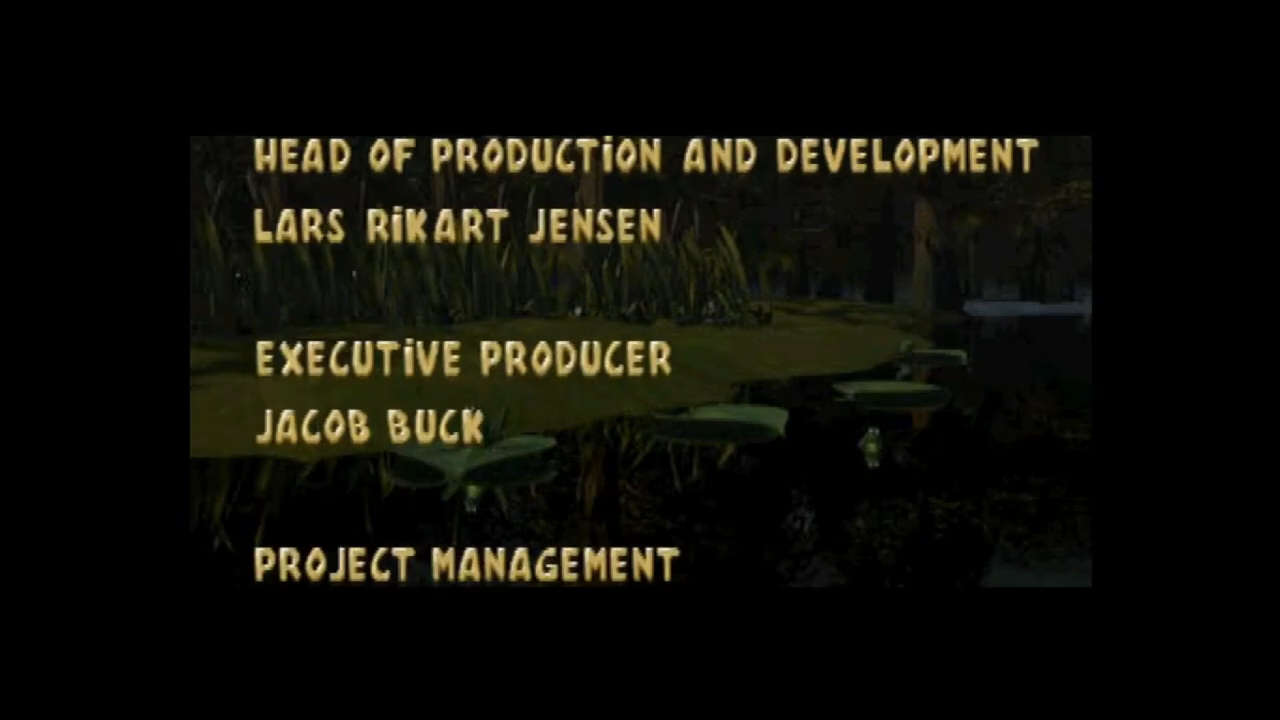 HEAD OF PRODUCTiON AND DEVELOPMENT
LARS RiKART JENSEN
EXECUTiVE PRODUCER
JACOB BUCK
PROJECT MANAGEMENT